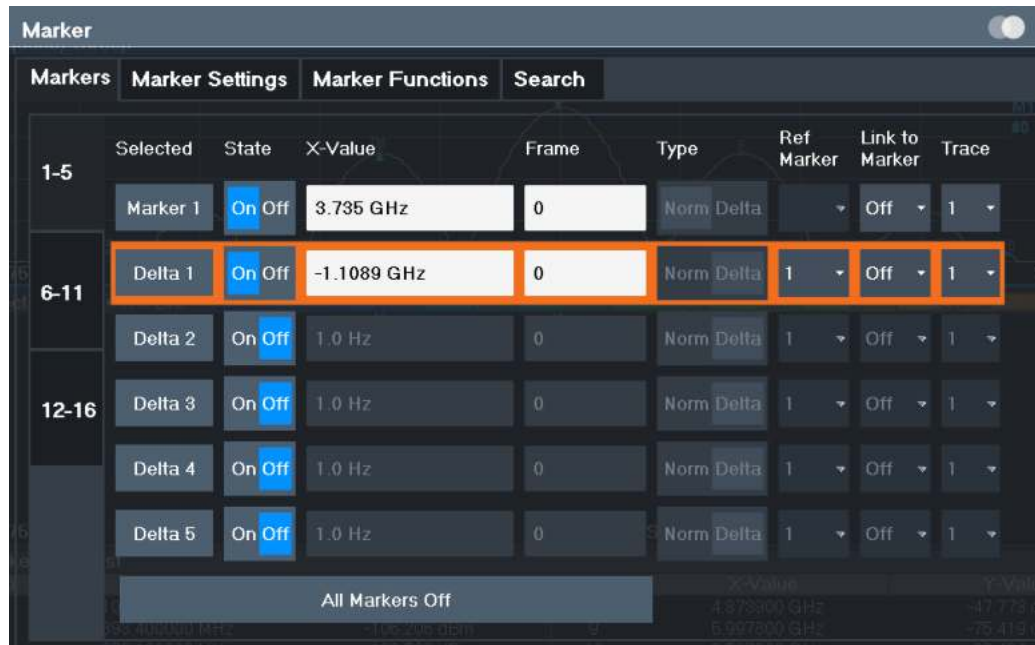 Marker
Markers Marker Settings Marker Functions Search
Selected State X-Value Frame Type Ref Marker Link to Marker Trace
1-5
Marker 1 On Off 3.735 GHz 0 Norm Delta Off 1
Delta 1 On Off -1.1089 GHz 0 Norm Delta 1 Off 1
6-11
Delta 2 On Off 1.0 Hz 0 Norm Delta 1 Off 1
12-16
Delta 3 On Off 1.0 Hz 0 Norm Delta 1 Off 1
Delta 4 On Off 1.0 Hz 0 Norm Delta 1 Off 1
Delta 5 On Off 1.0 Hz 0 Norm Delta 1 Off 1
All Markers Off
X-Value
4.873900 GHz
-106.206 dBm 5.997800 GHz